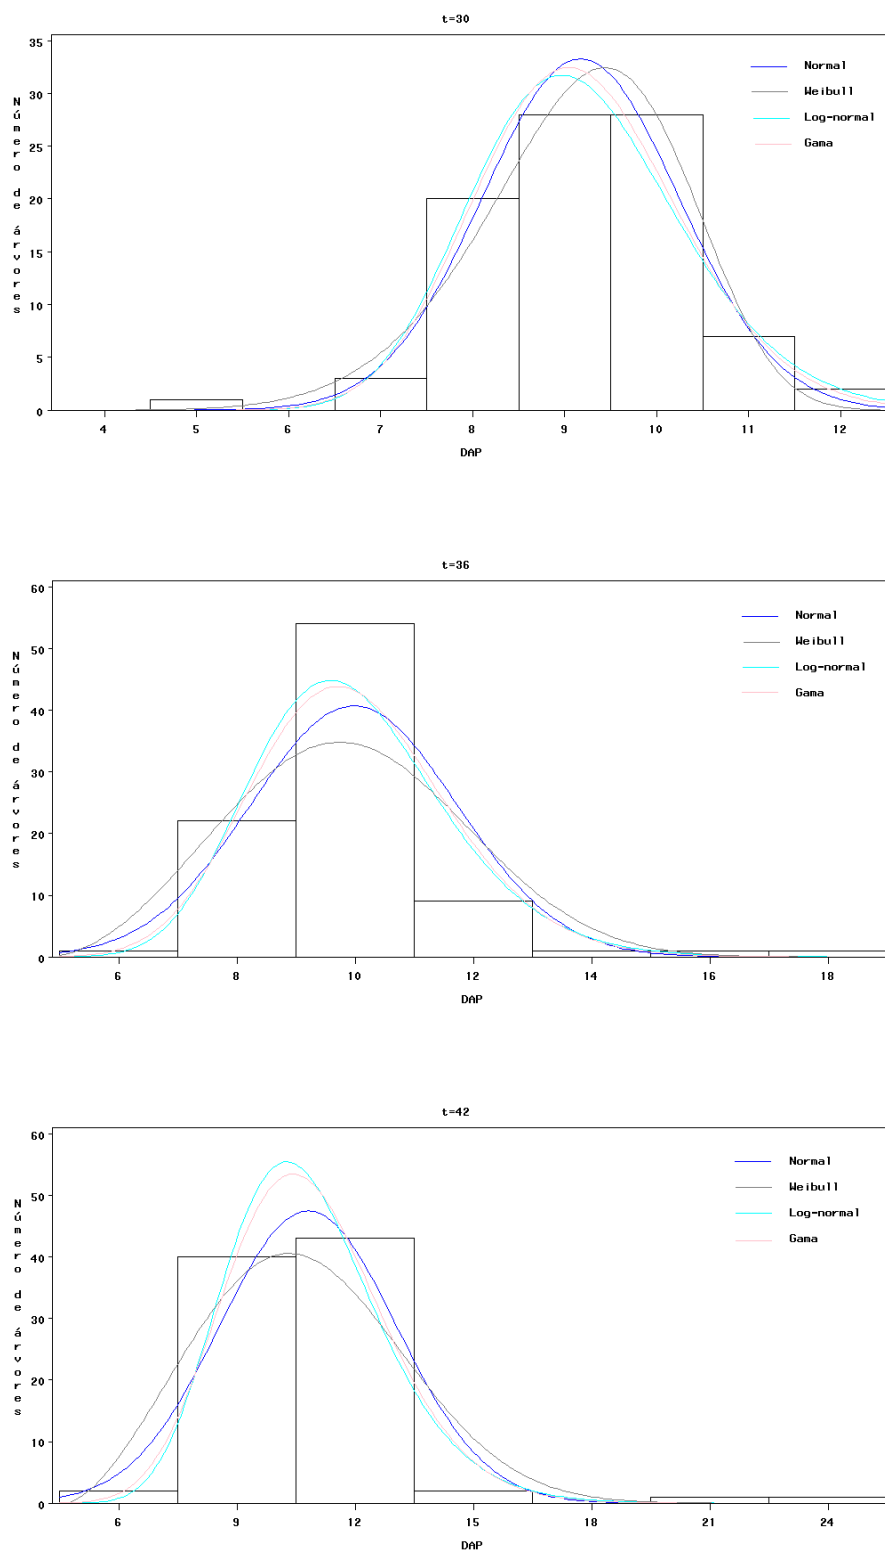 t=30
35
30
25
20
15
10
5
0
Número de árvores
Normal
Weibull
Log-normal
Gama
4 5 6 7 8 9 10 11 12
DAP
t=36
60
50
40
30
20
10
0
Número de árvores
Normal
Weibull
Log-normal
Gama
6 8 10 12 14 16 18
DAP
t=42
60
50
40
30
20
10
0
Número de árvores
Normal
Weibull
Log-normal
Gama
6 9 12 15 18 21 24
DAP